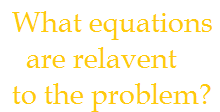 What equations
are relavent
to the problem?